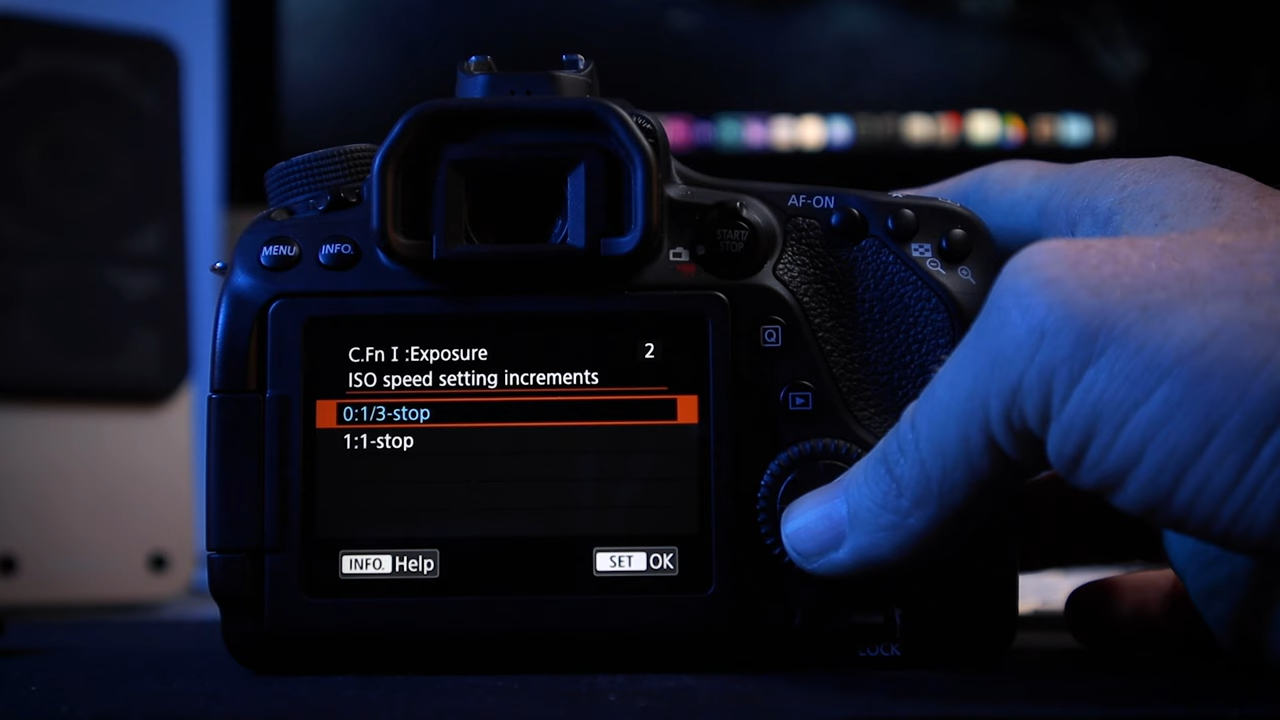 AF-ON
MENU
INFO.
START/
STOP
Q
C.Fn I :Exposure
2
ISO speed setting increments
0:1/3-stop
1:1-stop
INFO. Help
SET OK
LOCK